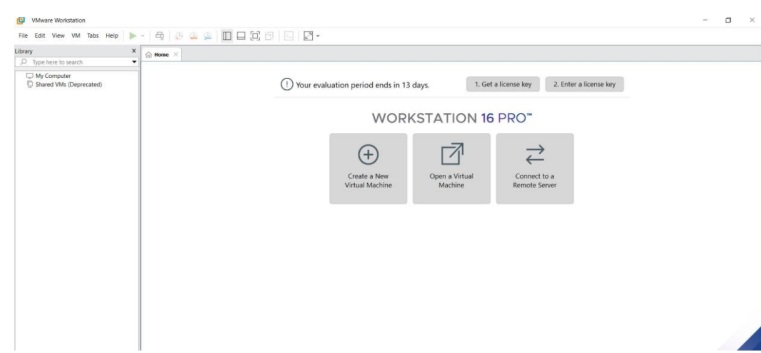 VMware Workstation
File Edit View VM Tabs Help
Library
Home
Type here to search
My Computer
Shared VMs (Deprecated)
Your evaluation period ends in 13 days.
1. Get a license key
2. Enter a license key
WORKSTATION 16 PRO™
Create a New
Virtual Machine
Open a Virtual
Machine
Connect to a
Remote Server